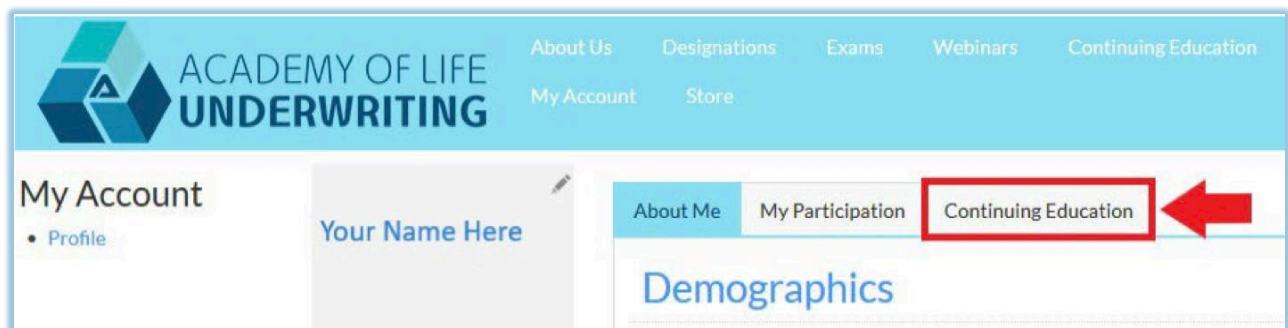 ACADEMY OF LIFE
UNDERWRITING
About Us Designations Exams Webinars Continuing Education
My Account Store
My Account
• Profile
Your Name Here
About Me My Participation Continuing Education
Demographics